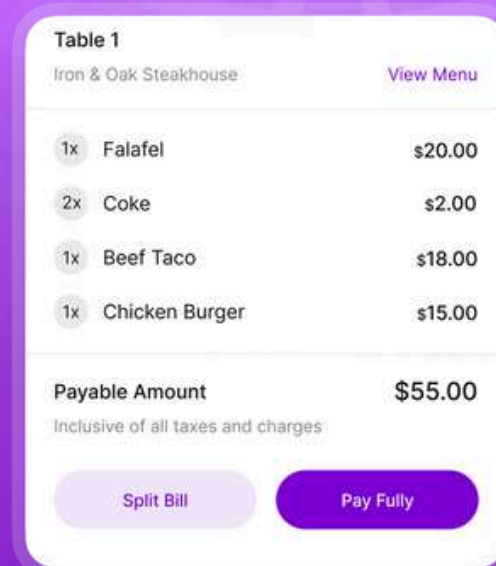 Table 1
Iron & Oak Steakhouse View Menu
1x Falafel $20.00
2x Coke $2.00
1x Beef Taco $18.00
1x Chicken Burger $15.00
Payable Amount $55.00
Inclusive of all taxes and charges
Split Bill Pay Fully